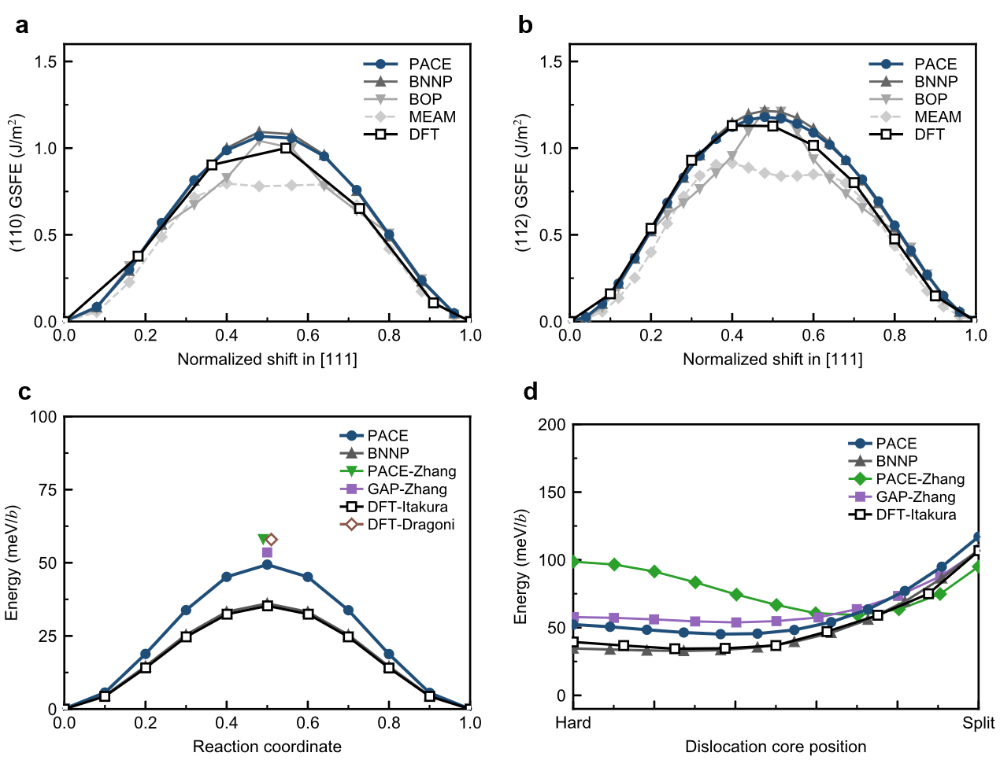 a
(110) GSFE (J/m²)
1.5
1.0
0.5
0.0
PACE
BNNP
BOP
MEAM
DFT
0.0 0.2 0.4 0.6 0.8 1.0
Normalized shift in [111]
b
(112) GSFE (J/m²)
1.5
1.0
0.5
0.0
PACE
BNNP
BOP
MEAM
DFT
0.0 0.2 0.4 0.6 0.8 1.0
Normalized shift in [111]
c
Energy (meV/b)
100
75
50
25
0
PACE
BNNP
PACE-Zhang
GAP-Zhang
DFT-Itakura
DFT-Dragoni
0.0 0.2 0.4 0.6 0.8 1.0
Reaction coordinate
d
Energy (meV/b)
200
150
100
50
0
PACE
BNNP
PACE-Zhang
GAP-Zhang
DFT-Itakura
Hard Split
Dislocation core position